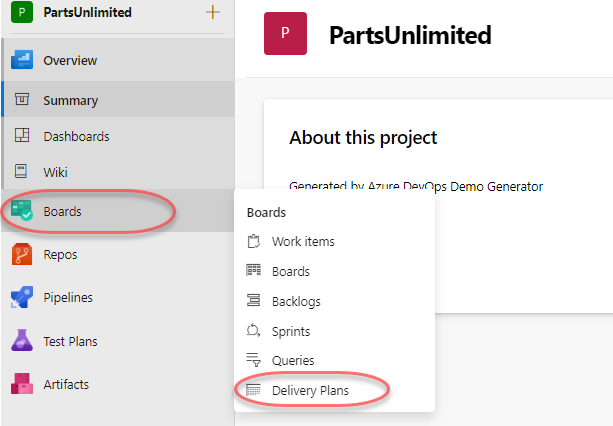 P
PartsUnlimited
+
Overview
Summary
Dashboards
Wiki
Boards
Repos
Pipelines
Test Plans
Artifacts
P
PartsUnlimited
About this project
Generated by Azure DevOps Demo Generator
Boards
Work items
Boards
Backlogs
Sprints
Queries
Delivery Plans